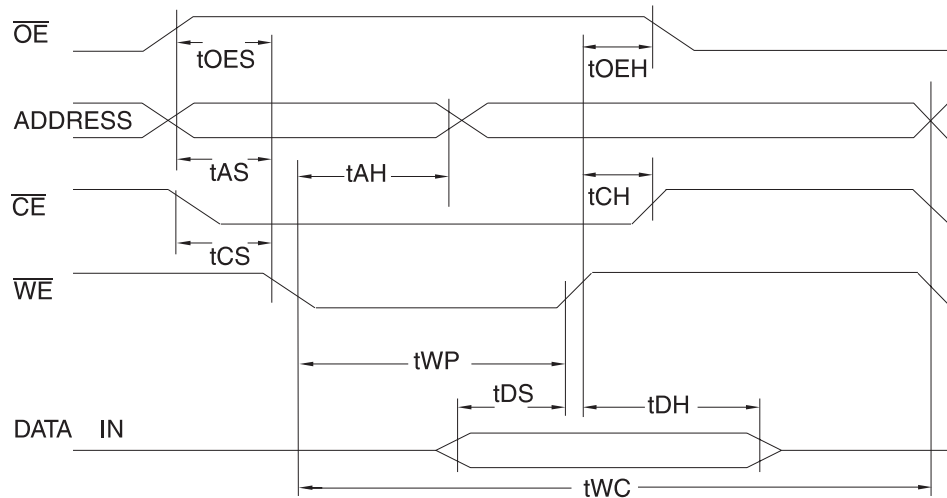 OE
tOES
tOEH
ADDRESS
tAS
tAH
tCH
CE
tCS
WE
tWP
tDS
tDH
DATA IN
tWC